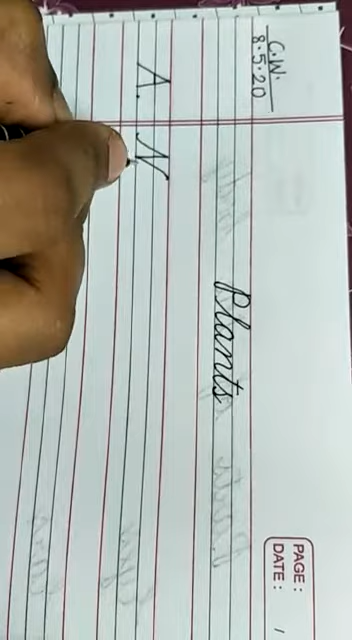 C.W.
8.5.20
PAGE:
DATE: /
Plants
A. N